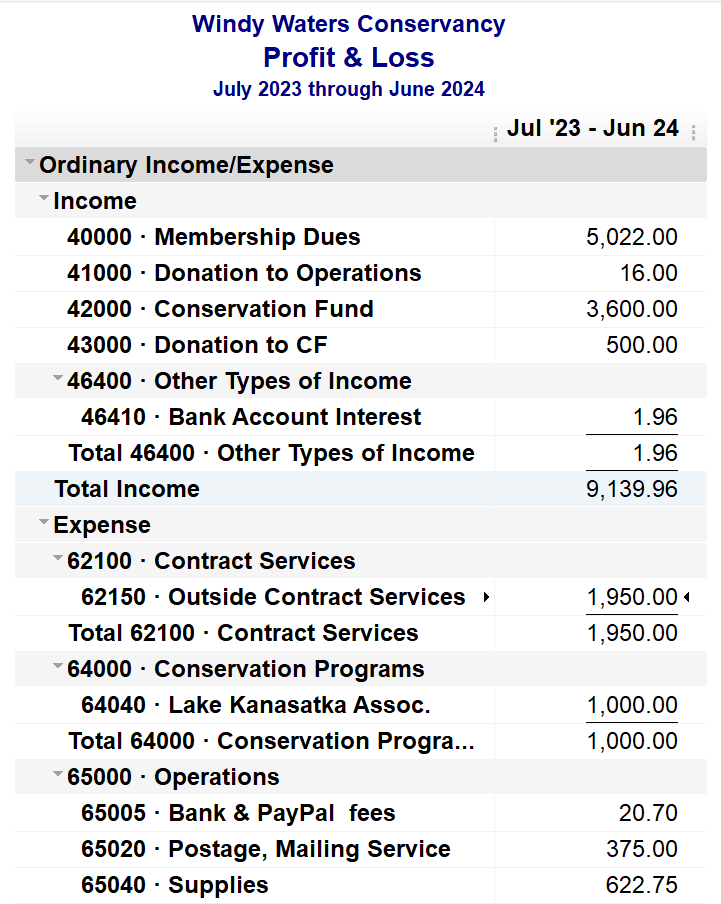 Windy Waters Conservancy
Profit & Loss
July 2023 through June 2024
Jul '23 - Jun 24
Ordinary Income/Expense
Income
40000 · Membership Dues 5,022.00
41000 · Donation to Operations 16.00
42000 · Conservation Fund 3,600.00
43000 · Donation to CF 500.00
46400 · Other Types of Income
46410 · Bank Account Interest 1.96
Total 46400 · Other Types of Income 1.96
Total Income 9,139.96
Expense
62100 · Contract Services
62150 · Outside Contract Services 1,950.00
Total 62100 · Contract Services 1,950.00
64000 · Conservation Programs
64040 · Lake Kanasatka Assoc. 1,000.00
Total 64000 · Conservation Progra... 1,000.00
65000 · Operations
65005 · Bank & PayPal  fees 20.70
65020 · Postage, Mailing Service 375.00
65040 · Supplies 622.75